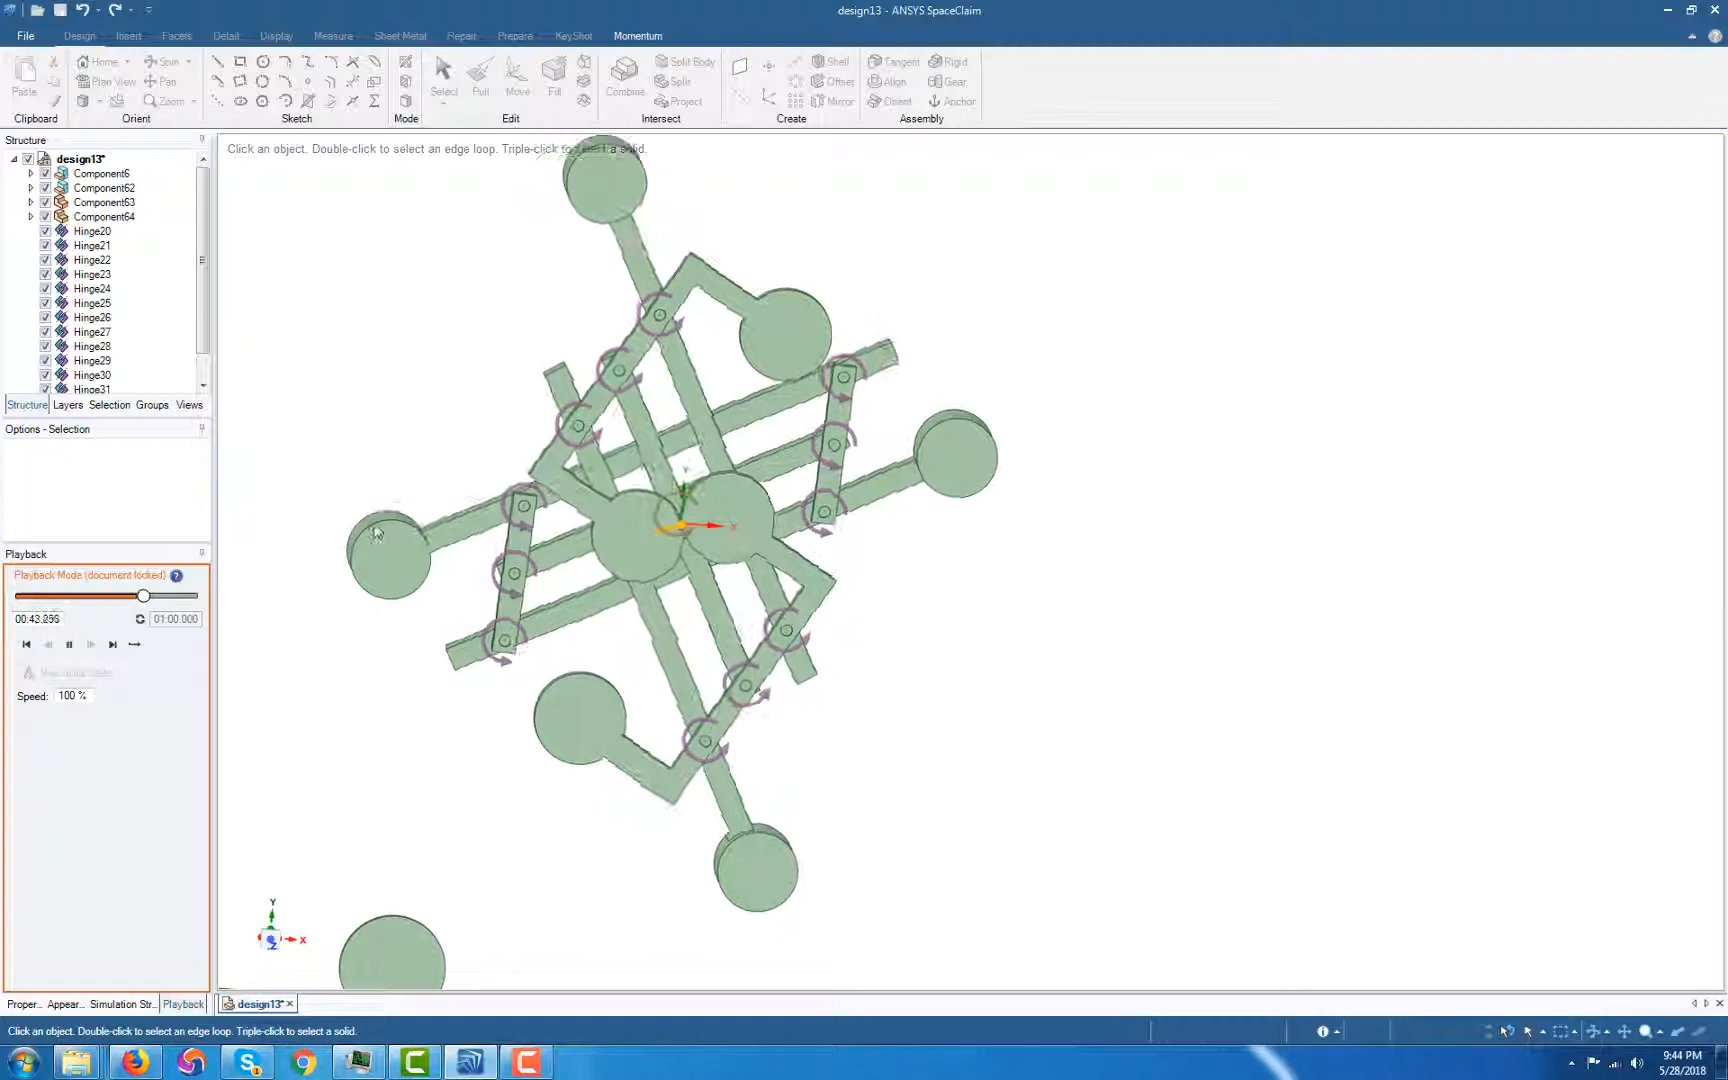 design13 - ANSYS SpaceClaim
File Design Insert Facets Detail Display Measure Sheet Metal Repair Prepare KeyShot Momentum
Paste
Home Spin
Plan View Pan
Zoom
Select Pull Move Fill
Combine
Split Body
Split
Project
Shell
Offset
Mirror
Tangent Rigid
Align Gear
Orient Anchor
Clipboard Orient Sketch Mode Edit Intersect Create Assembly
Structure
design13*
Component6
Component62
Component63
Component64
Hinge20
Hinge21
Hinge22
Hinge23
Hinge24
Hinge25
Hinge26
Hinge27
Hinge28
Hinge29
Hinge30
Hinge31
Structure Layers Selection Groups Views
Options - Selection
Playback
Playback Mode (document locked) ?
00:43.256 01:00.000
Speed: 100 %
Click an object. Double-click to select an edge loop. Triple-click to select a solid.
Y
X
Z
Proper... Appear... Simulation Str... Playback
design13*
Click an object. Double-click to select an edge loop. Triple-click to select a solid.
9:44 PM
5/28/2018